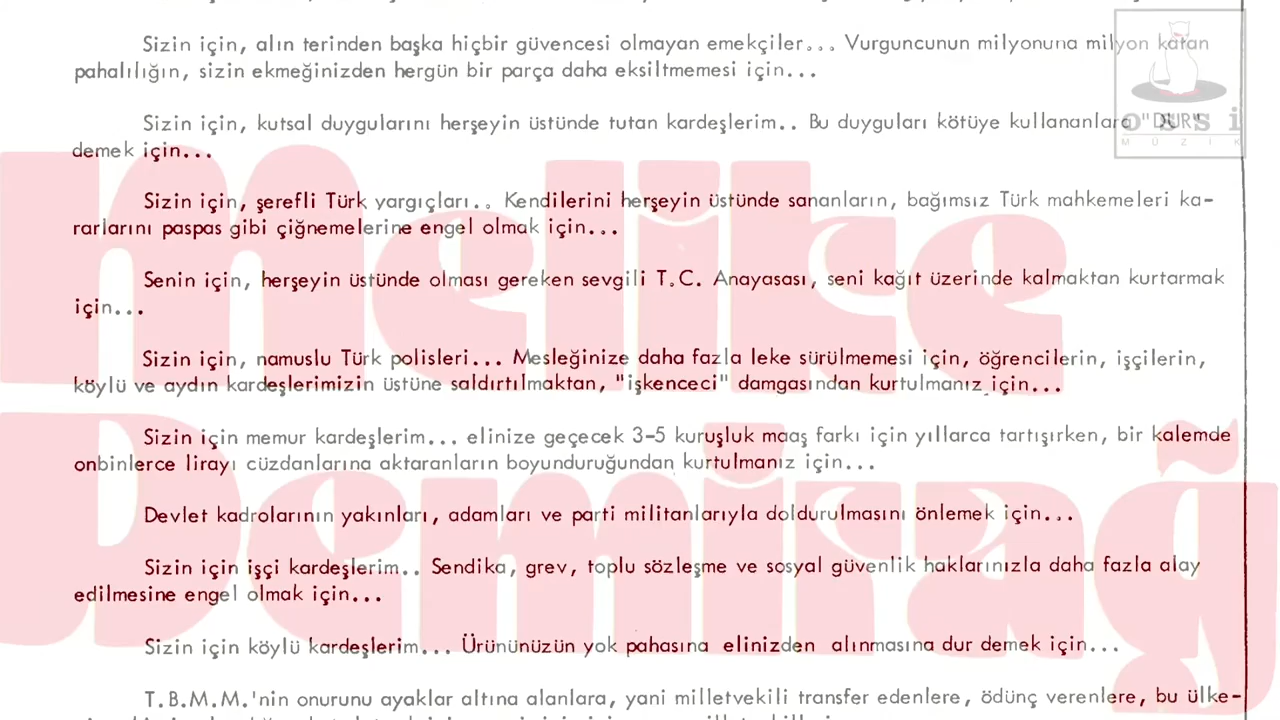 Sizin için, alın terinden başka hiçbir güvencesi olmayan emekçiler... Vurguncunun milyonuna milyon katan
pahalılığın, sizin ekmeğinizden hergün bir parça daha eksiltmemesi için...
Sizin için, kutsal duygularını herşeyin üstünde tutan kardeşlerim.. Bu duyguları kötüye kullananlara "DUR"
demek için...
Sizin için, şerefli Türk yargıçları.. Kendilerini herşeyin üstünde sananların, bağımsız Türk mahkemeleri ka-
rarlarını paspas gibi çiğnemelerine engel olmak için...
Senin için, herşeyin üstünde olması gereken sevgili T.C. Anayasası, seni kağıt üzerinde kalmaktan kurtarmak
için...
Sizin için, namuslu Türk polisleri... Mesleğinize daha fazla leke sürülmemesi için, öğrencilerin, işçilerin,
köylü ve aydın kardeşlerimizin üstüne saldırtılmaktan, "işkenceci" damgasından kurtulmanız için...
Sizin için memur kardeşlerim... elinize geçecek 3-5 kuruşluk maaş farkı için yıllarca tartışırken, bir kalemde
onbinlerce lirayı cüzdanlarına aktaranların boyunduruğundan kurtulmanız için...
Devlet kadrolarının yakınları, adamları ve parti militanlarıyla doldurulmasını önlemek için...
Sizin için işçi kardeşlerim.. Sendika, grev, toplu sözleşme ve sosyal güvenlik haklarınızla daha fazla alay
edilmesine engel olmak için...
Sizin için köylü kardeşlerim... Ürününüzün yok pahasına elinizden alınmasına dur demek için...
T.B.M.M.'nin onurunu ayaklar altına alanlara, yani milletvekili transfer edenlere, ödünç verenlere, bu ülke-
Melike
Demirağ
ossi
MÜZİK